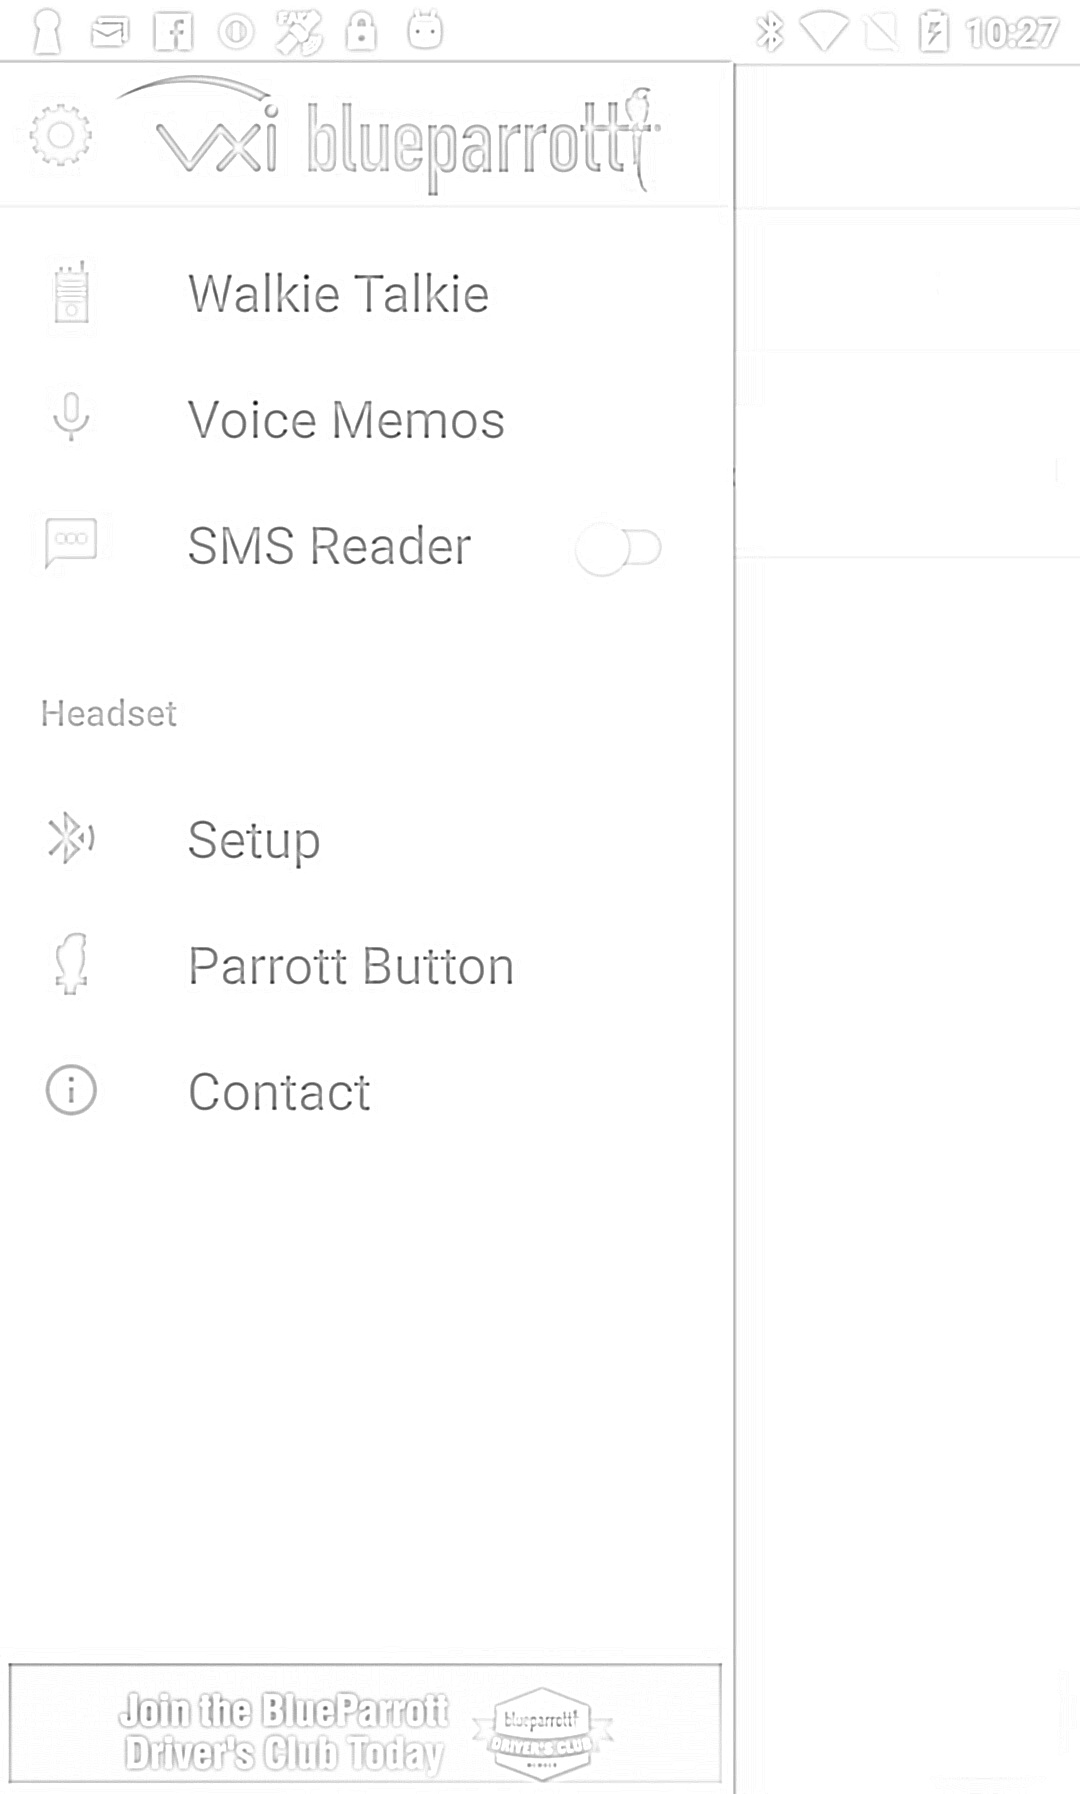 10:27
vxi blueparrott
Walkie Talkie
Voice Memos
SMS Reader
Headset
Setup
Parrott Button
Contact
Join the BlueParrott
Driver's Club Today
blueparrott
DRIVER'S CLUB